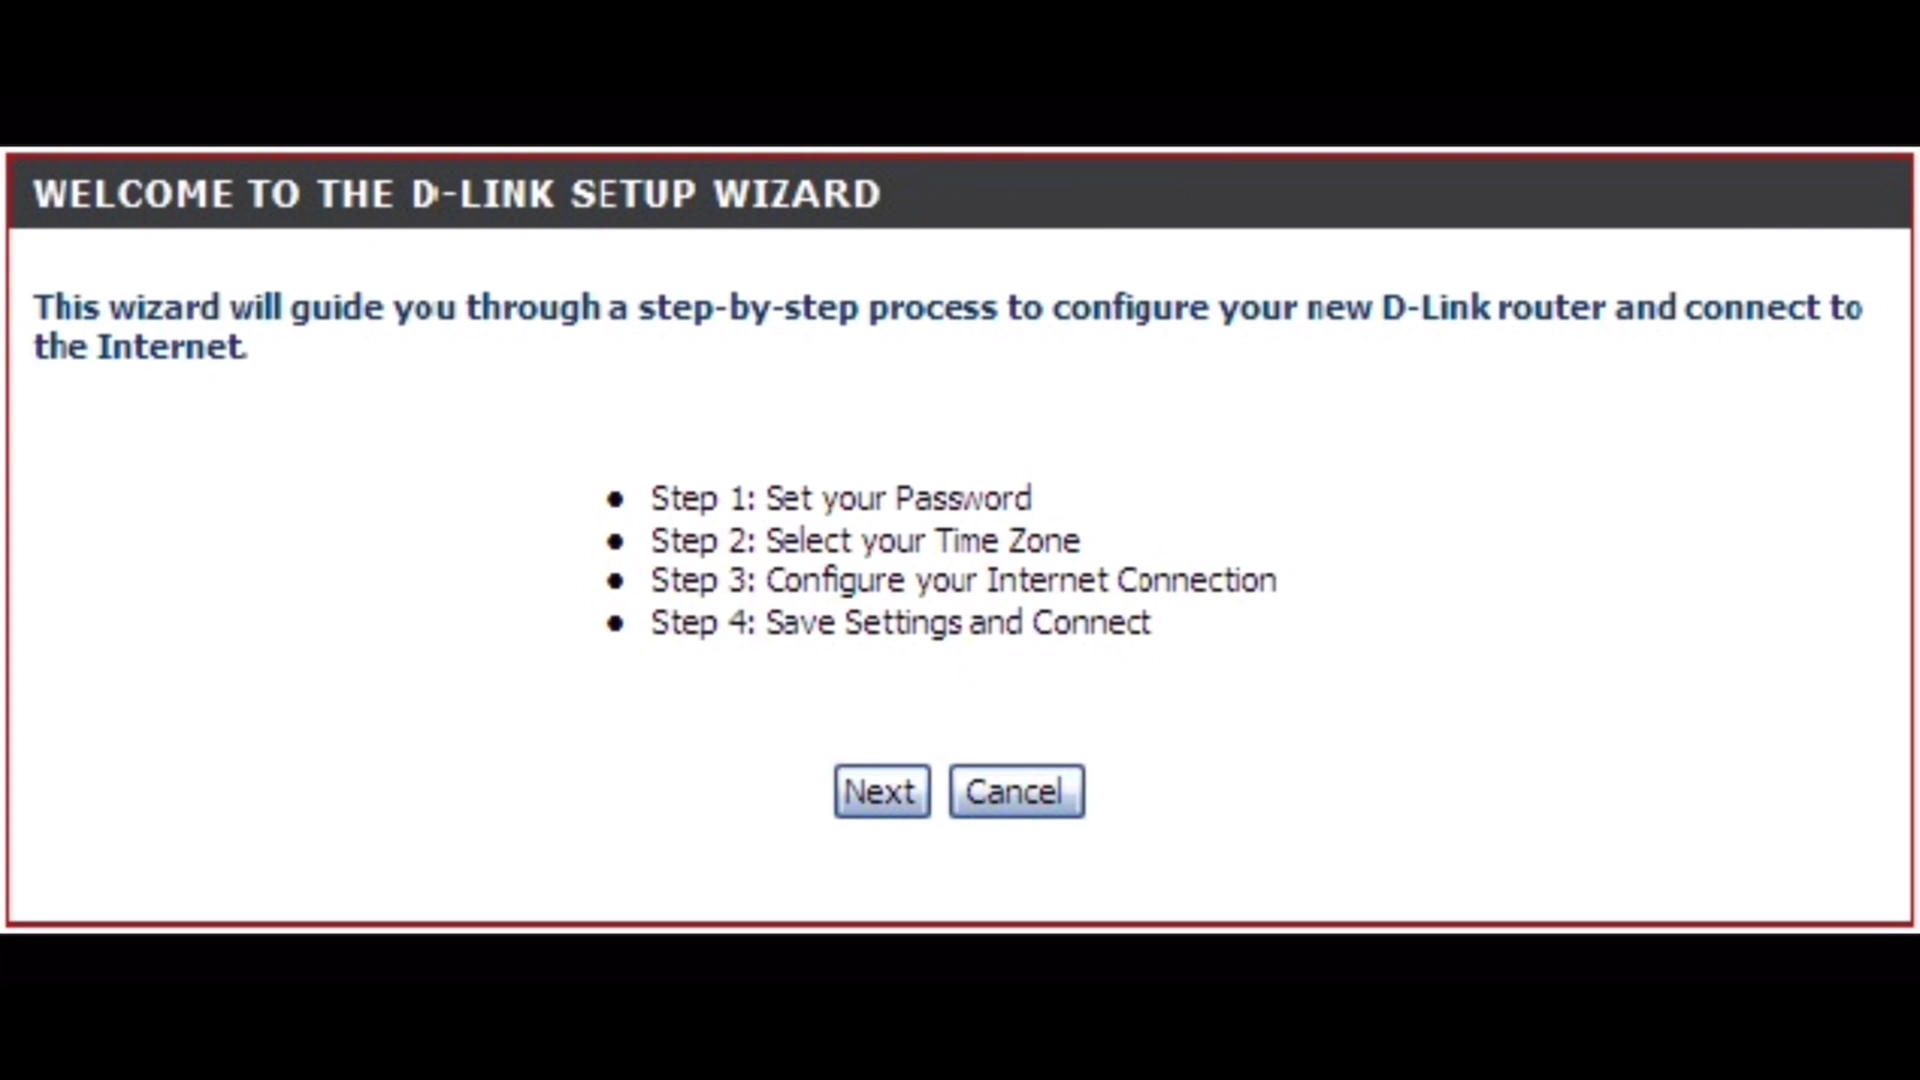 WELCOME TO THE D-LINK SETUP WIZARD
This wizard will guide you through a step-by-step process to configure your new D-Link router and connect to
the Internet.
• Step 1: Set your Password
• Step 2: Select your Time Zone
• Step 3: Configure your Internet Connection
• Step 4: Save Settings and Connect
Next Cancel